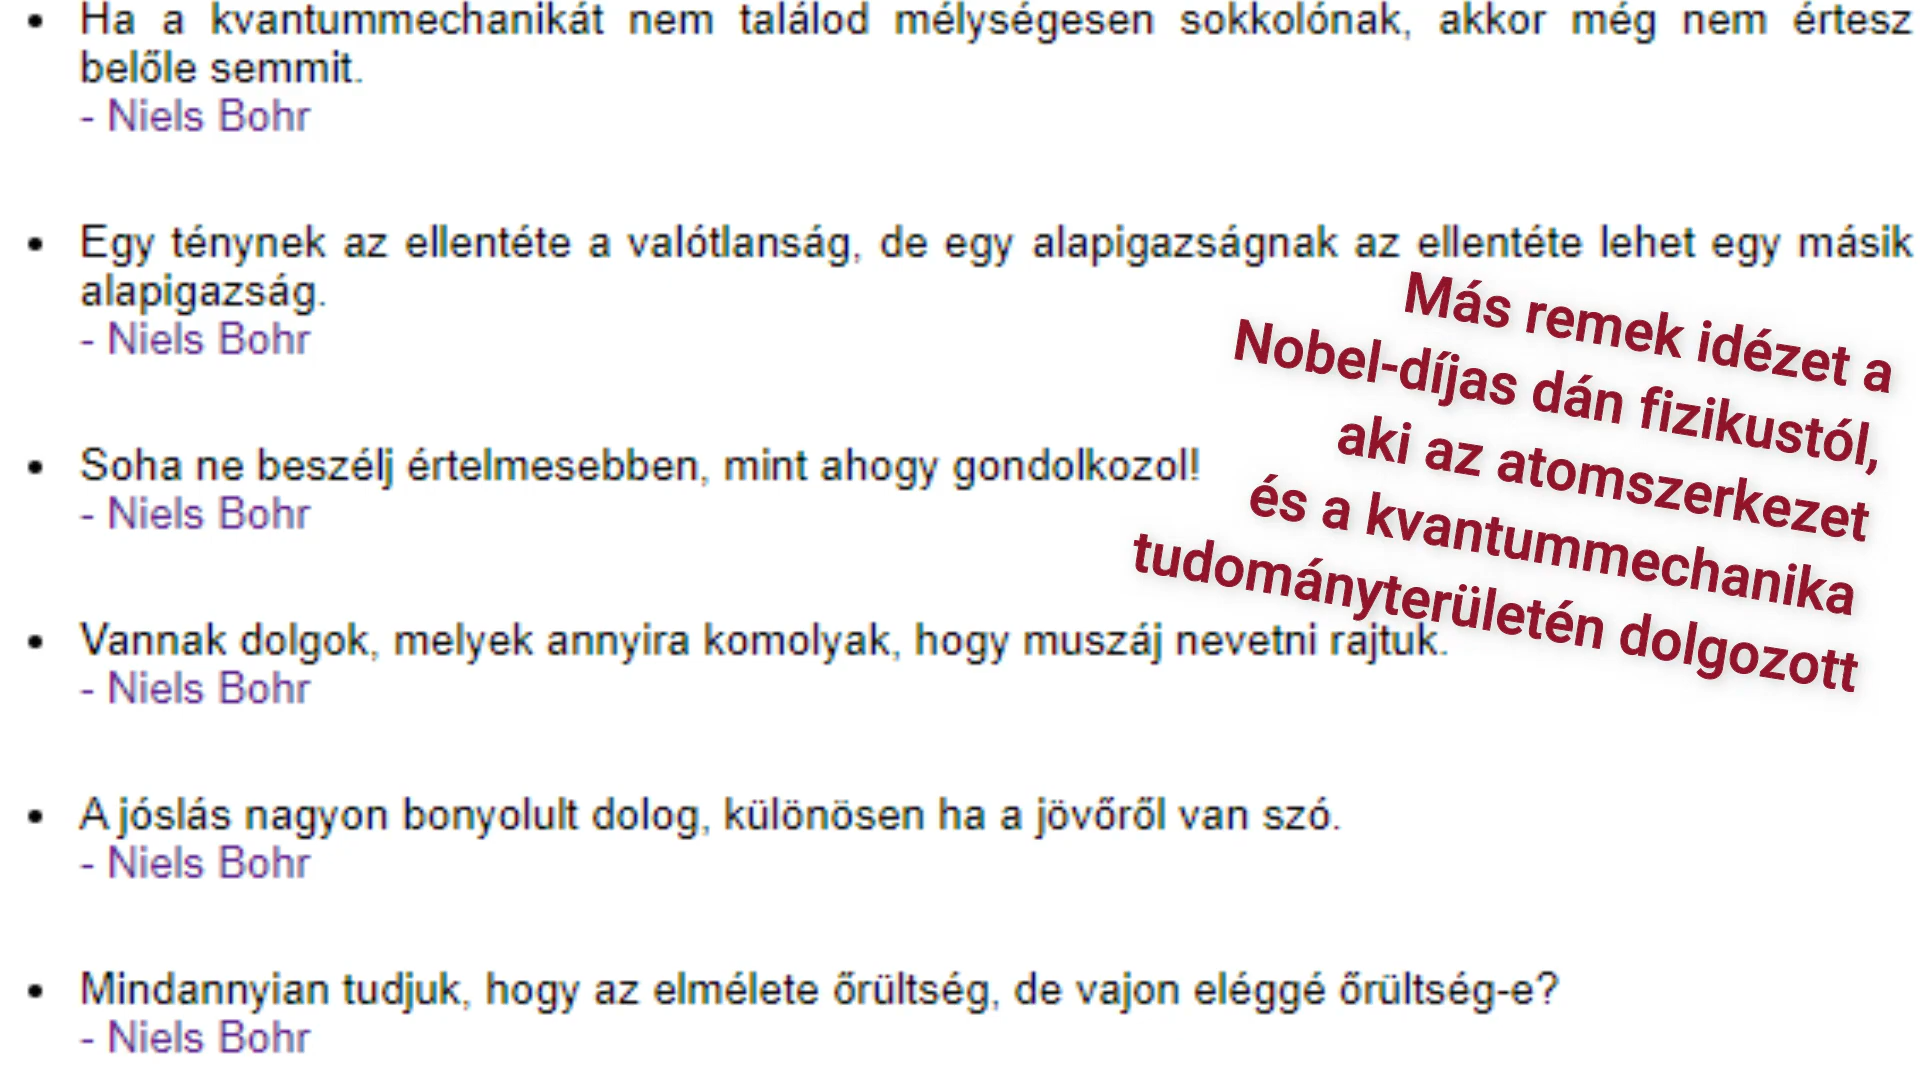 • Ha a kvantummechanikát nem találod mélységesen sokkolónak, akkor még nem értesz
belőle semmit.
- Niels Bohr
• Egy ténynek az ellentéte a valótlanság, de egy alapigazságnak az ellentéte lehet egy másik
alapigazság.
- Niels Bohr
Más remek idézet a
Nobel-díjas dán fizikustól,
aki az atomszerkezet
és a kvantummechanika
tudományterületén dolgozott
• Soha ne beszélj értelmesebben, mint ahogy gondolkozol!
- Niels Bohr
• Vannak dolgok, melyek annyira komolyak, hogy muszáj nevetni rajtuk.
- Niels Bohr
• A jóslás nagyon bonyolult dolog, különösen ha a jövőről van szó.
- Niels Bohr
• Mindannyian tudjuk, hogy az elmélete őrültség, de vajon eléggé őrültség-e?
- Niels Bohr